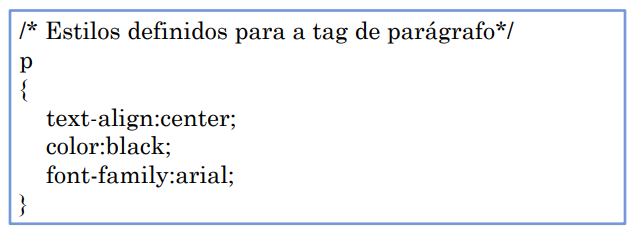 /* Estilos definidos para a tag de parágrafo*/
p
{
text-align:center;
color:black;
font-family:arial;
}